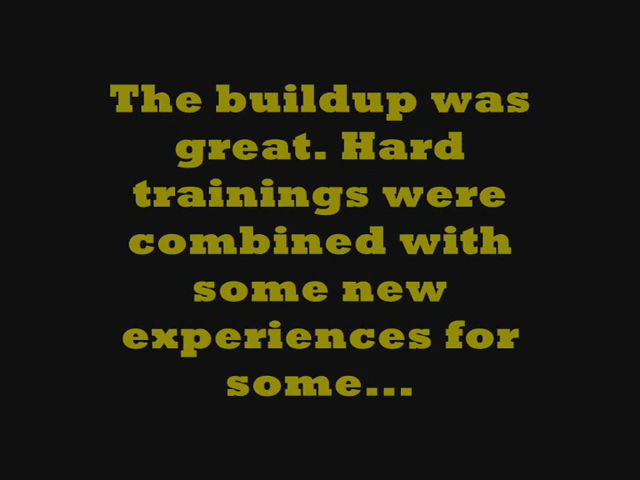 The buildup was
great. Hard
trainings were
combined with
some new
experiences for
some...